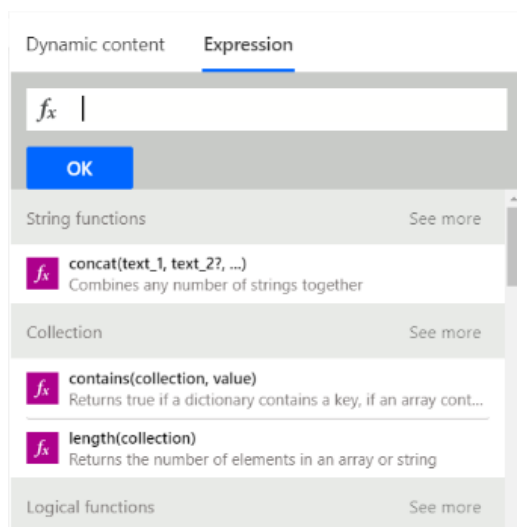 Dynamic content Expression
fx
OK
String functions See more
fx concat(text_1, text_2?, ...)
Combines any number of strings together
Collection See more
fx contains(collection, value)
Returns true if a dictionary contains a key, if an array cont...
fx length(collection)
Returns the number of elements in an array or string
Logical functions See more